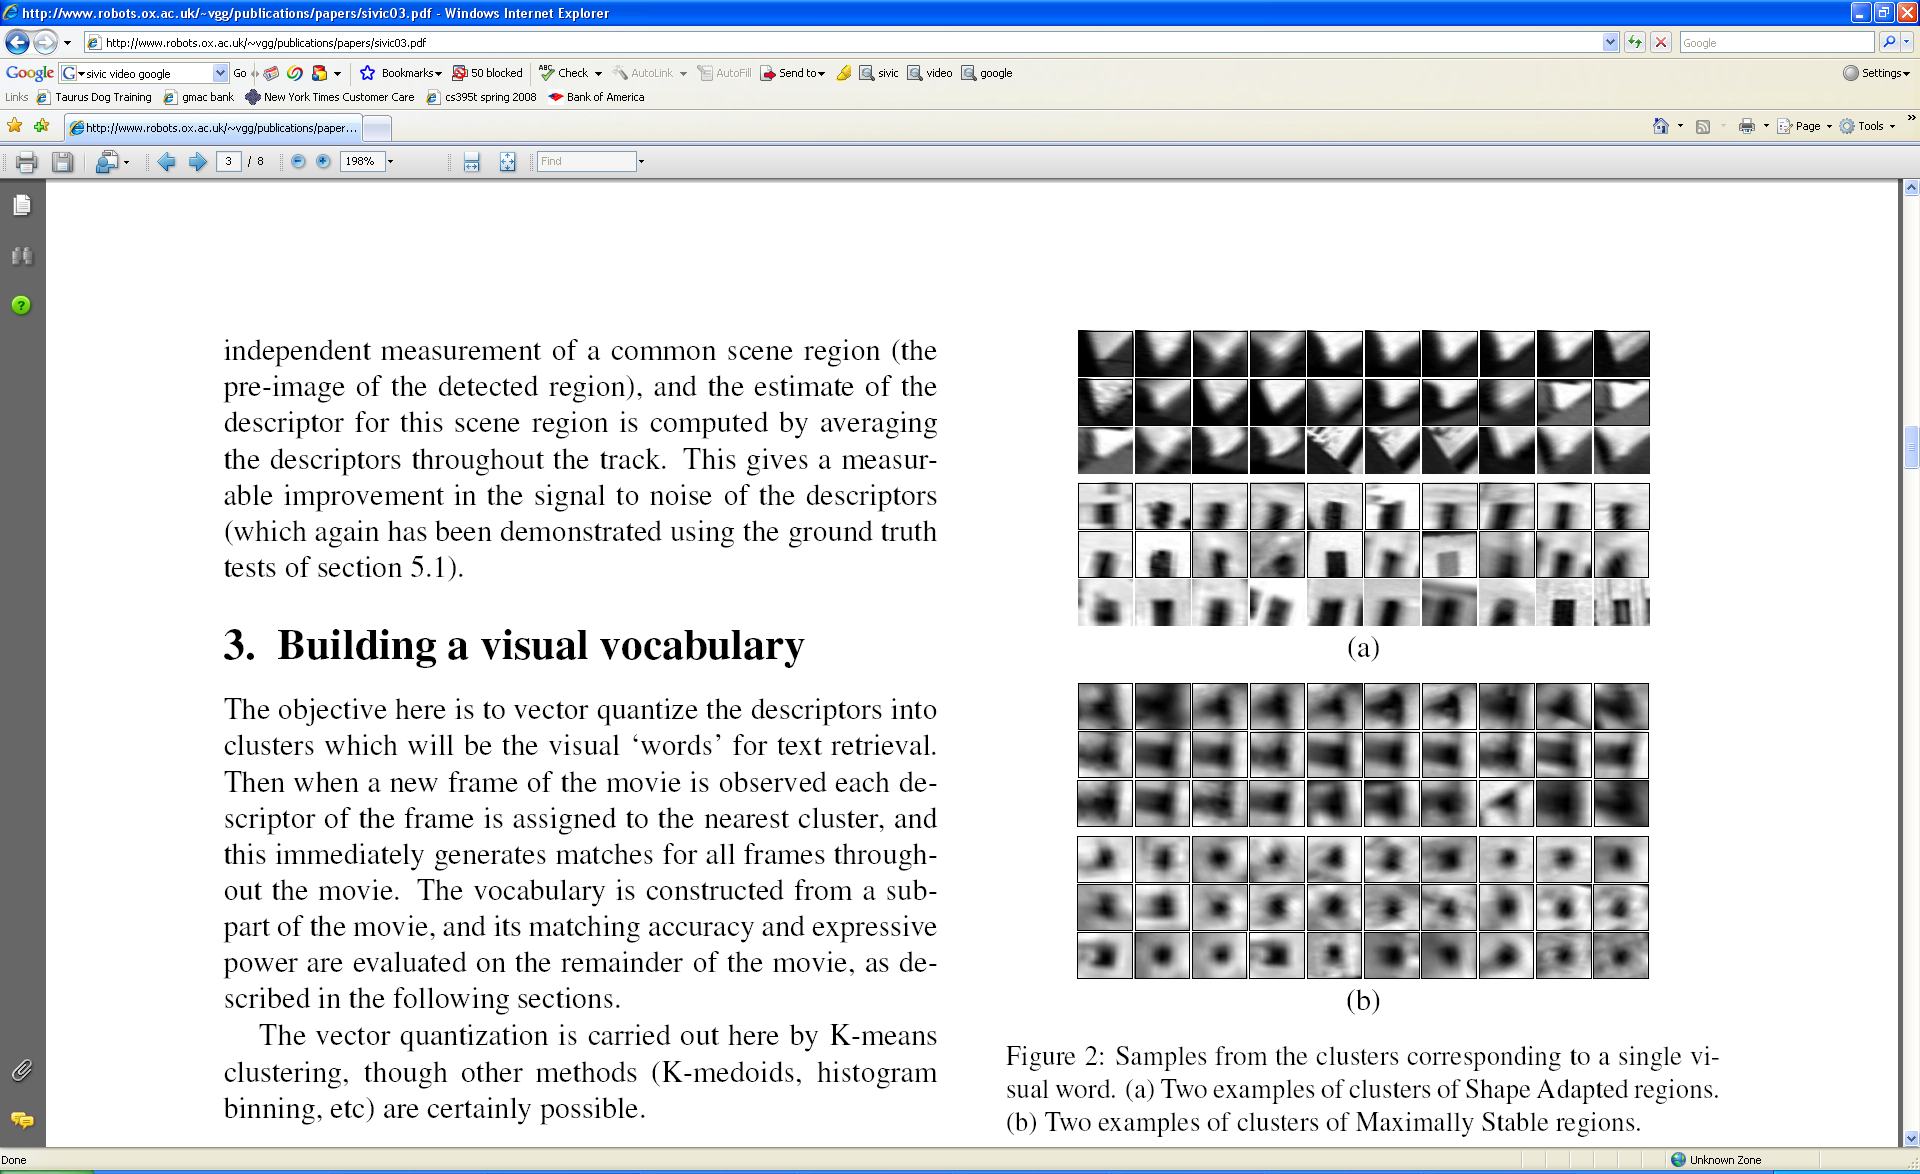 http://www.robots.ox.ac.uk/~vgg/publications/papers/sivic03.pdf - Windows Internet Explorer
http://www.robots.ox.ac.uk/~vgg/publications/papers/sivic03.pdf
Google
Google
sivic video google
Go
Bookmarks
50 blocked
ABC
Check
AutoLink
AutoFill
Send to
sivic
video
google
Settings
Links
Taurus Dog Training
gmac bank
New York Times Customer Care
cs395t spring 2008
Bank of America
http://www.robots.ox.ac.uk/~vgg/publications/paper...
Page
Tools
3 / 8
198%
Find
independent measurement of a common scene region (the
pre-image of the detected region), and the estimate of the
descriptor for this scene region is computed by averaging
the descriptors throughout the track. This gives a measur-
able improvement in the signal to noise of the descriptors
(which again has been demonstrated using the ground truth
tests of section 5.1).
3. Building a visual vocabulary
The objective here is to vector quantize the descriptors into
clusters which will be the visual ‘words’ for text retrieval.
Then when a new frame of the movie is observed each de-
scriptor of the frame is assigned to the nearest cluster, and
this immediately generates matches for all frames through-
out the movie. The vocabulary is constructed from a sub-
part of the movie, and its matching accuracy and expressive
power are evaluated on the remainder of the movie, as de-
scribed in the following sections.
The vector quantization is carried out here by K-means
clustering, though other methods (K-medoids, histogram
binning, etc) are certainly possible.
(a)
(b)
Figure 2: Samples from the clusters corresponding to a single vi-
sual word. (a) Two examples of clusters of Shape Adapted regions.
(b) Two examples of clusters of Maximally Stable regions.
Done
Unknown Zone